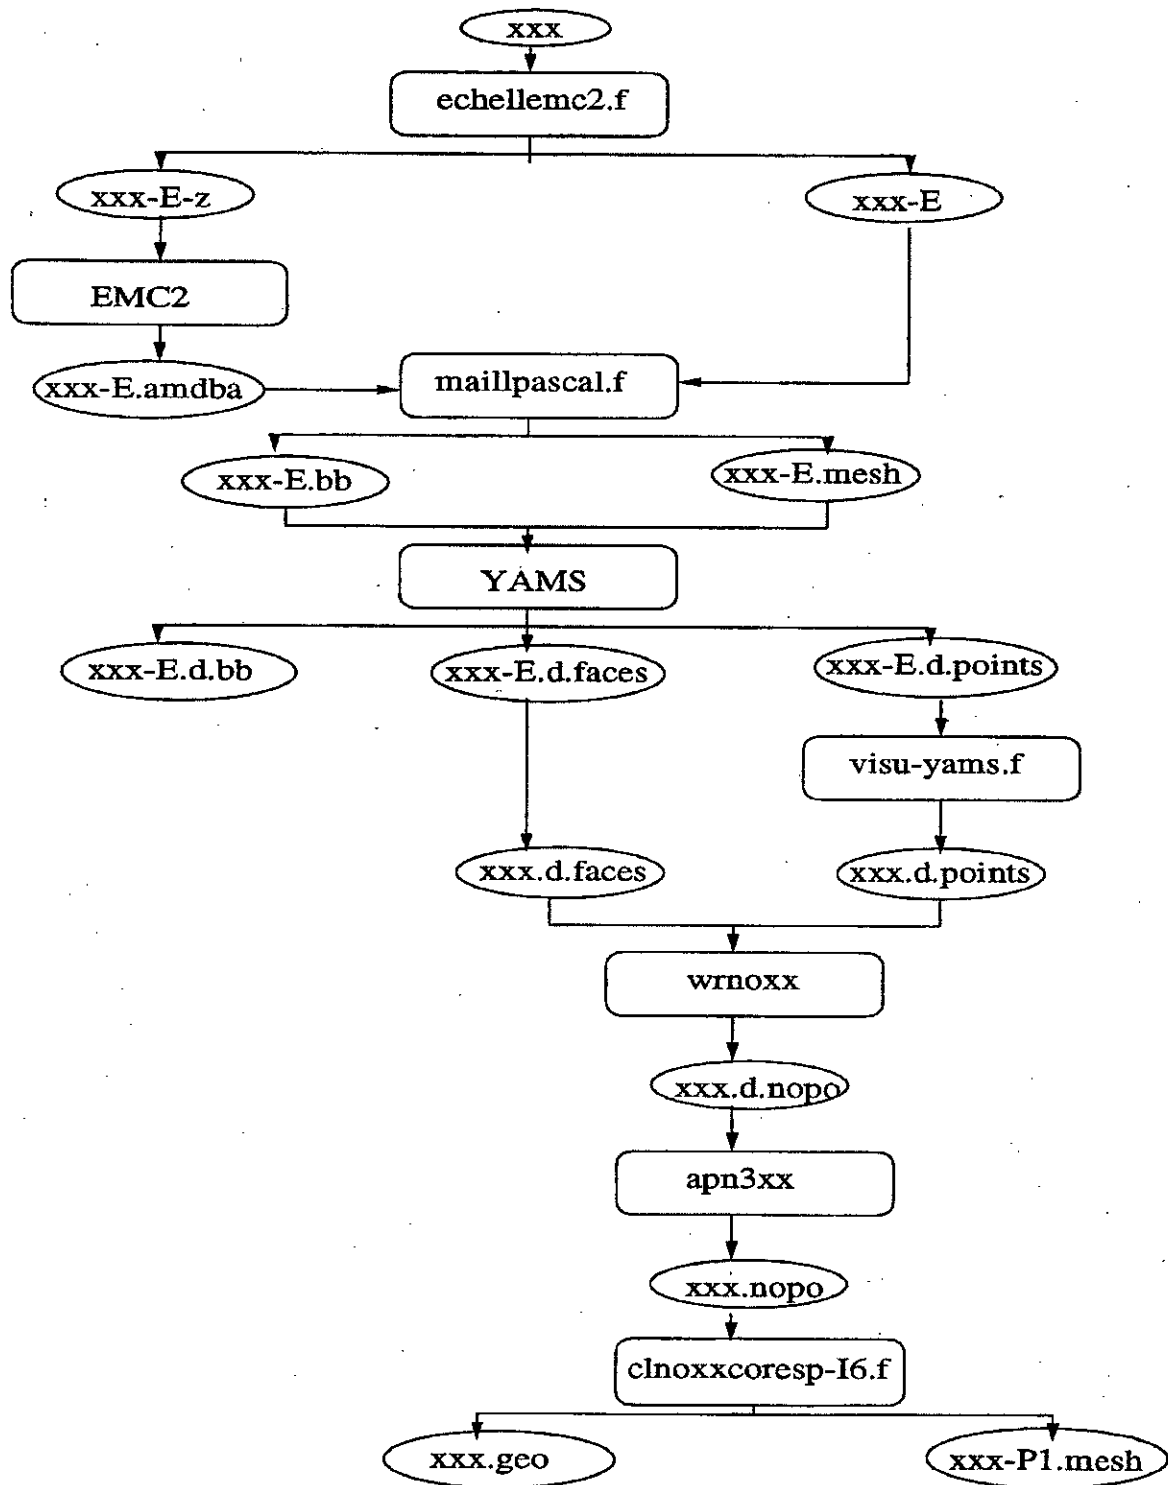 xxx
echellemc2.f
xxx-E-z
xxx-E
EMC2
xxx-E.amdba
maillpascal.f
xxx-E.bb
xxx-E.mesh
YAMS
xxx-E.d.bb
xxx-E.d.faces
xxx-E.d.points
visu-yams.f
xxx.d.faces
xxx.d.points
wrnoxx
xxx.d.nopo
apn3xx
xxx.nopo
clnoxxcoresp-I6.f
xxx.geo
xxx-P1.mesh